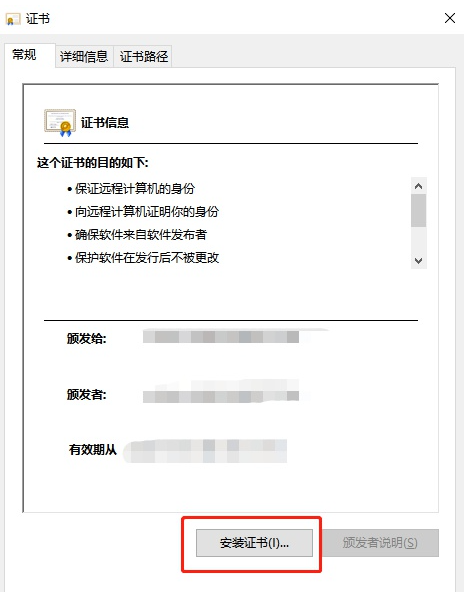 证书
常规
详细信息
证书路径
证书信息
这个证书的目的如下:
• 保证远程计算机的身份
• 向远程计算机证明你的身份
• 确保软件来自软件发布者
• 保护软件在发行后不被更改
颁发给:
颁发者:
有效期从
安装证书(I)...
颁发者说明(S)